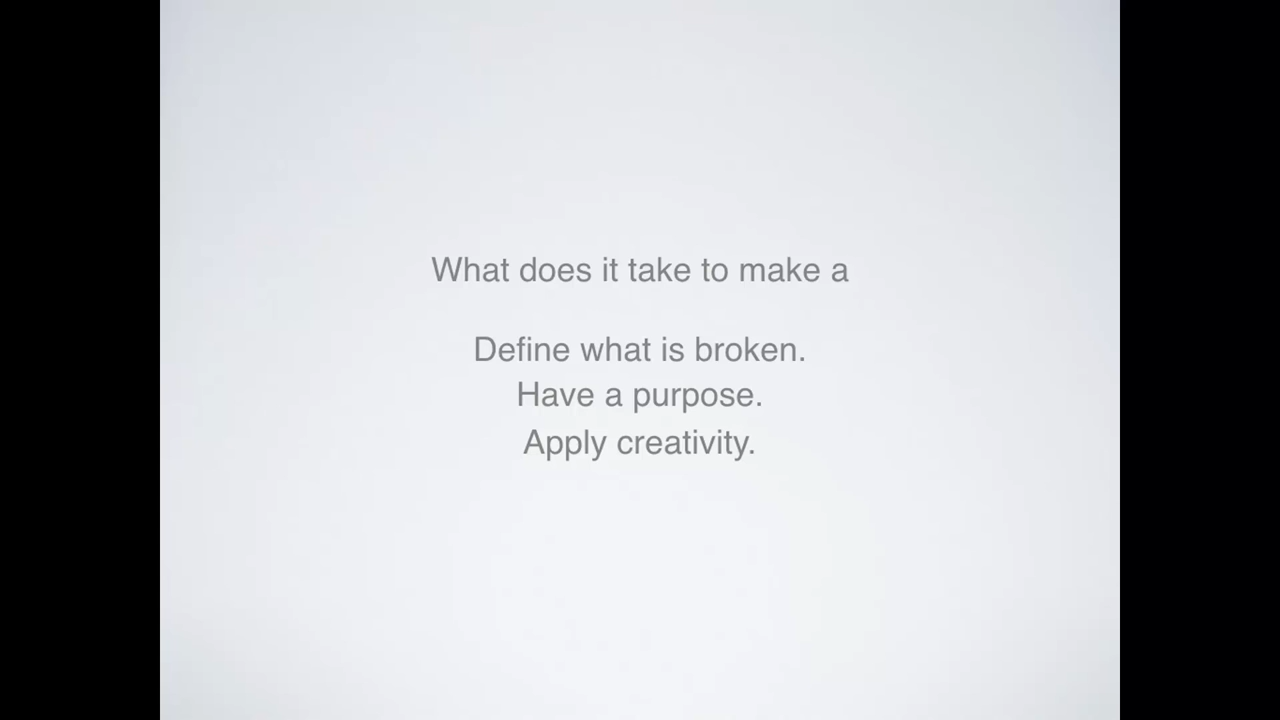 What does it take to make a
Define what is broken.
Have a purpose.
Apply creativity.